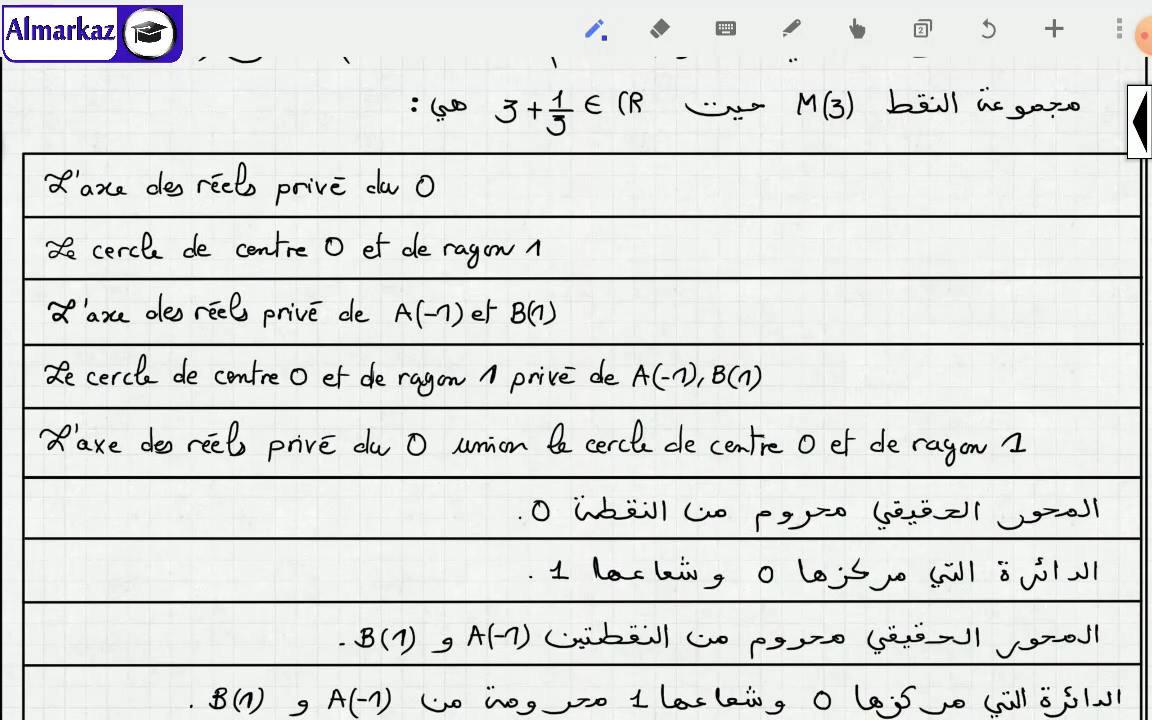 Almarkaz
مجموعة النقط M(z) حيت z + 1/z ∈ IR هي :
L'axe des réels privé du O
Le cercle de centre O et de rayon 1
L'axe des réels privé de A(-1) et B(1)
Le cercle de centre O et de rayon 1 privé de A(-1), B(1)
L'axe des réels privé du O union le cercle de centre O et de rayon 1
المحور الحقيقي محروم من النقطة O .
الدائرة التي مركزها O وشعاعها 1 .
المحور الحقيقي محروم من النقطتين A(-1) و B(1) .
الدائرة التي مركزها O وشعاعها 1 محرومة من A(-1) و B(1) .